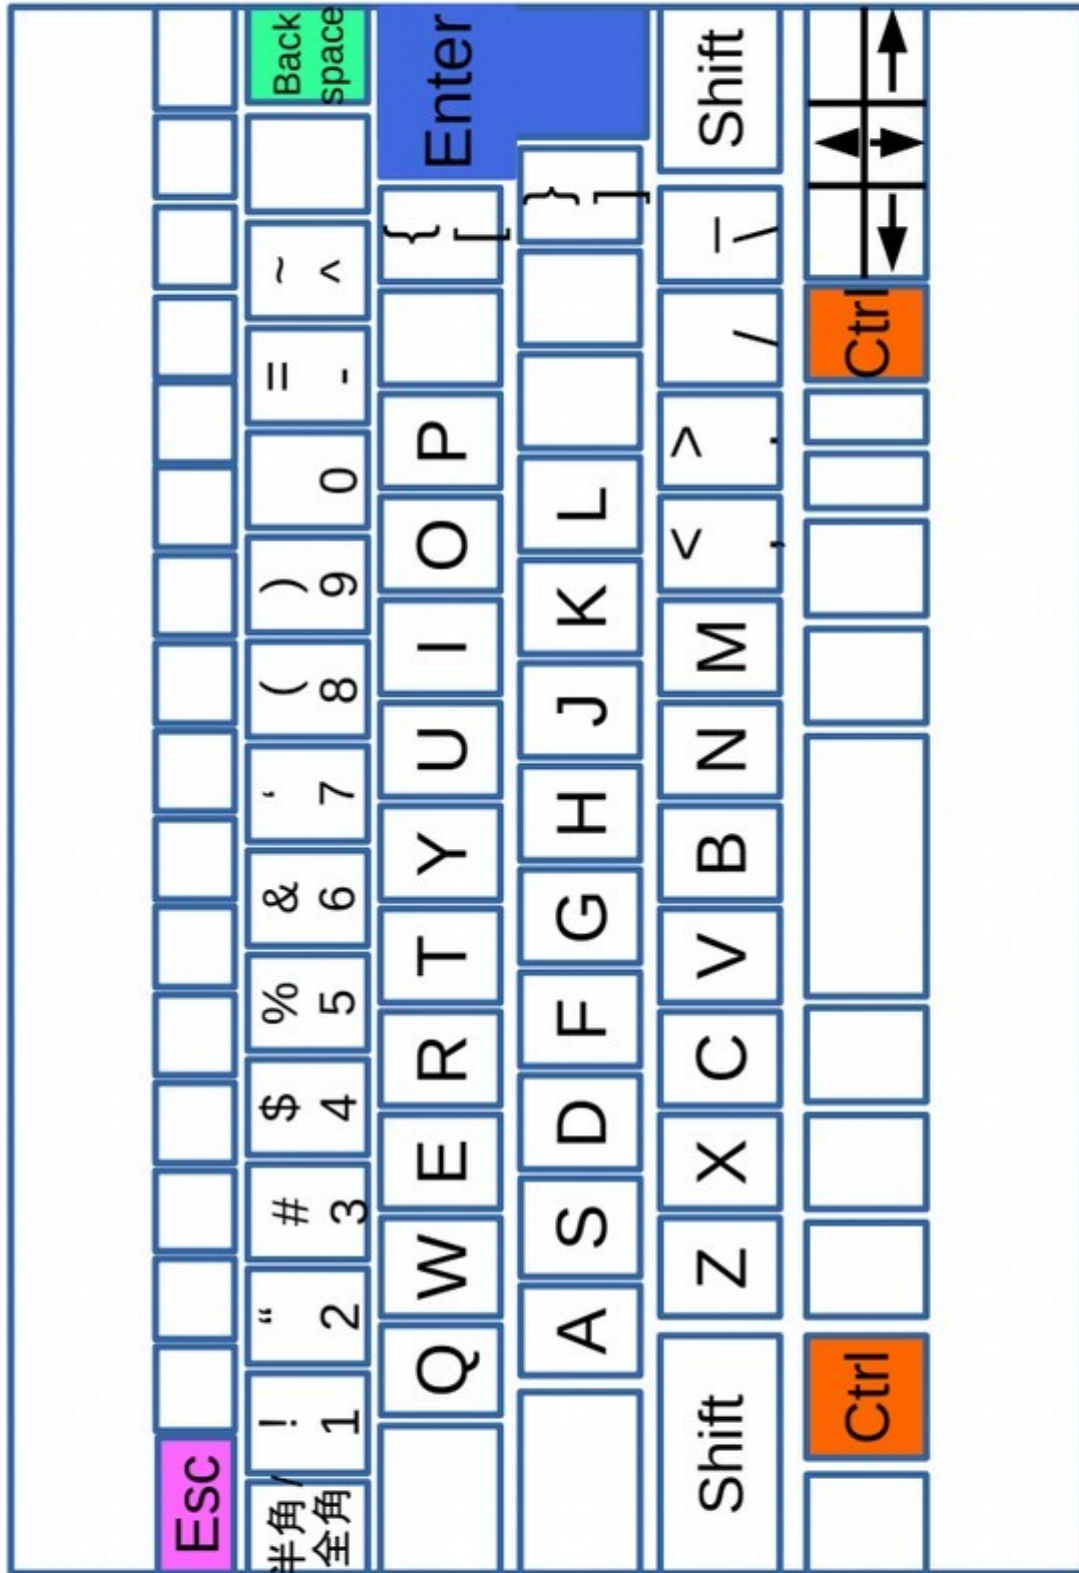 Esc
半角/
全角
! 1
“ 2
# 3
$ 4
% 5
& 6
‘ 7
( 8
) 9
0
= -
~ ^
Back
space
Q W E R T Y U I O P { [ Enter
A S D F G H J K L } ]
Shift Z X C V B N M < , > . / _ \ Shift
Ctrl Ctrl